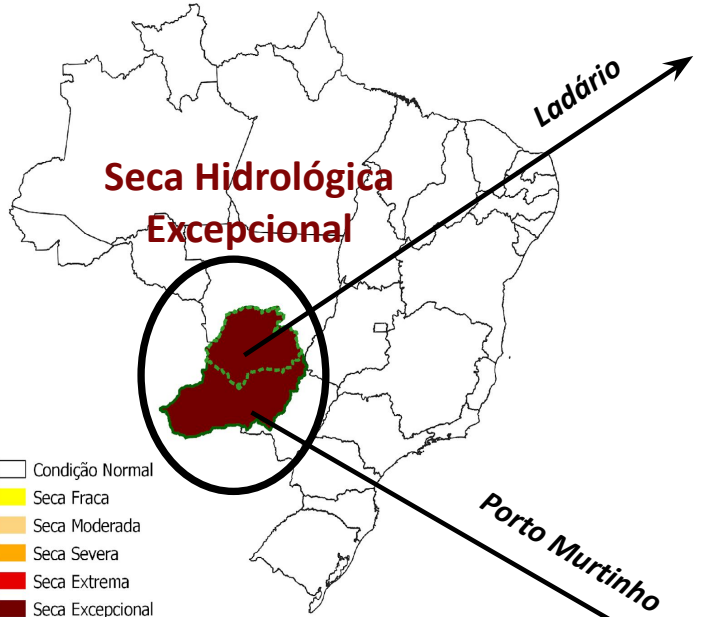 Ladário
Seca Hidrológica
Excepcional
Condição Normal
Seca Fraca
Seca Moderada
Seca Severa
Seca Extrema
Seca Excepcional
Porto Murtinho